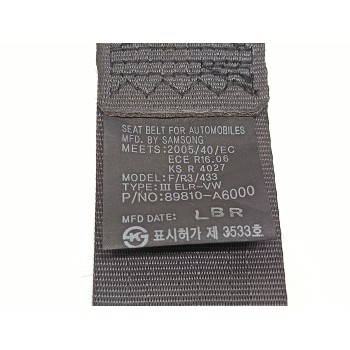 SEAT BELT FOR AUTOMOBILES
MFD. BY SAMSONG
MEETS: 2005/40/EC
ECE R16.06
KS R 4027
MODEL: F/R3/433
TYPE: III ELR-VW
P/NO: 89810-A6000
MFD DATE: LBR
표시허가 제 3533호